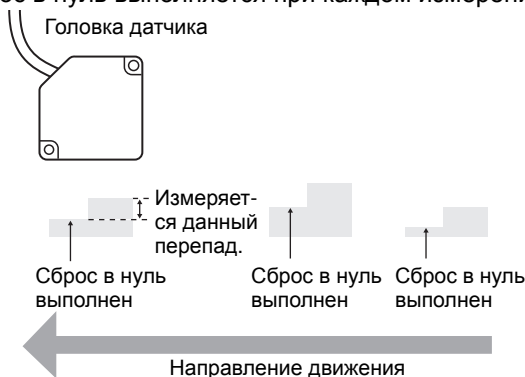 ос в нуль выполняется при каждом измерени
Головка датчика
Измеряет-
ся данный
перепад.
Сброс в нуль
выполнен
Сброс в нуль
выполнен
Сброс в нуль
выполнен
Направление движения